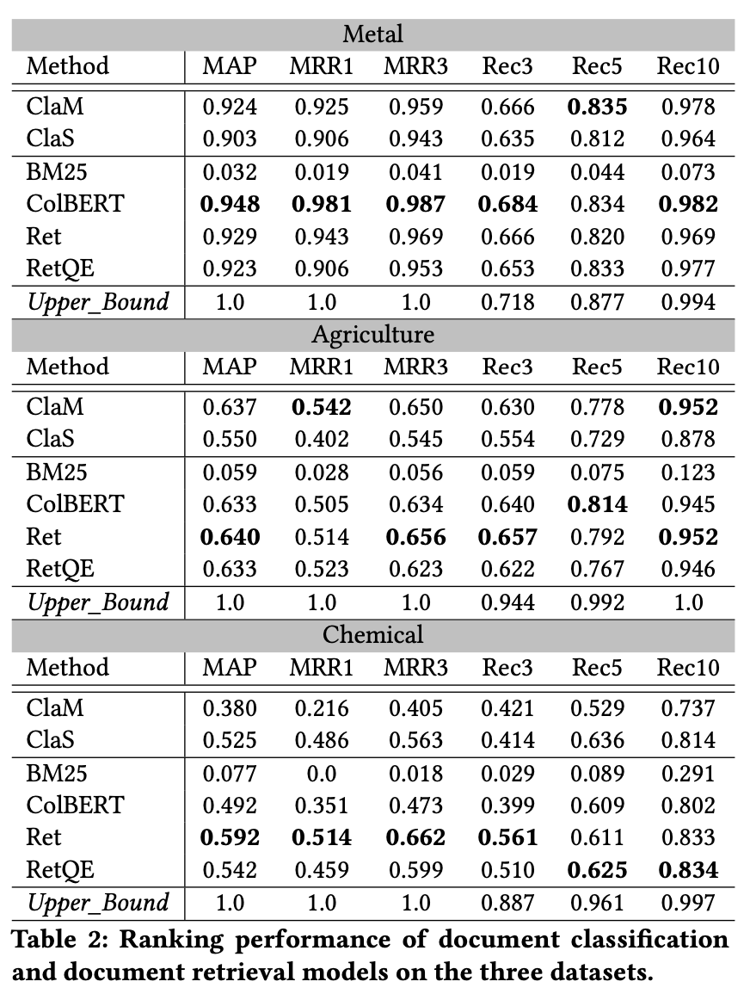 Metal
Method MAP MRR1 MRR3 Rec3 Rec5 Rec10
ClaM 0.924 0.925 0.959 0.666 0.835 0.978
ClaS 0.903 0.906 0.943 0.635 0.812 0.964
BM25 0.032 0.019 0.041 0.019 0.044 0.073
ColBERT 0.948 0.981 0.987 0.684 0.834 0.982
Ret 0.929 0.943 0.969 0.666 0.820 0.969
RetQE 0.923 0.906 0.953 0.653 0.833 0.977
Upper_Bound 1.0 1.0 1.0 0.718 0.877 0.994
Agriculture
Method MAP MRR1 MRR3 Rec3 Rec5 Rec10
ClaM 0.637 0.542 0.650 0.630 0.778 0.952
ClaS 0.550 0.402 0.545 0.554 0.729 0.878
BM25 0.059 0.028 0.056 0.059 0.075 0.123
ColBERT 0.633 0.505 0.634 0.640 0.814 0.945
Ret 0.640 0.514 0.656 0.657 0.792 0.952
RetQE 0.633 0.523 0.623 0.622 0.767 0.946
Upper_Bound 1.0 1.0 1.0 0.944 0.992 1.0
Chemical
Method MAP MRR1 MRR3 Rec3 Rec5 Rec10
ClaM 0.380 0.216 0.405 0.421 0.529 0.737
ClaS 0.525 0.486 0.563 0.414 0.636 0.814
BM25 0.077 0.0 0.018 0.029 0.089 0.291
ColBERT 0.492 0.351 0.473 0.399 0.609 0.802
Ret 0.592 0.514 0.662 0.561 0.611 0.833
RetQE 0.542 0.459 0.599 0.510 0.625 0.834
Upper_Bound 1.0 1.0 1.0 0.887 0.961 0.997
Table 2: Ranking performance of document classification
and document retrieval models on the three datasets.